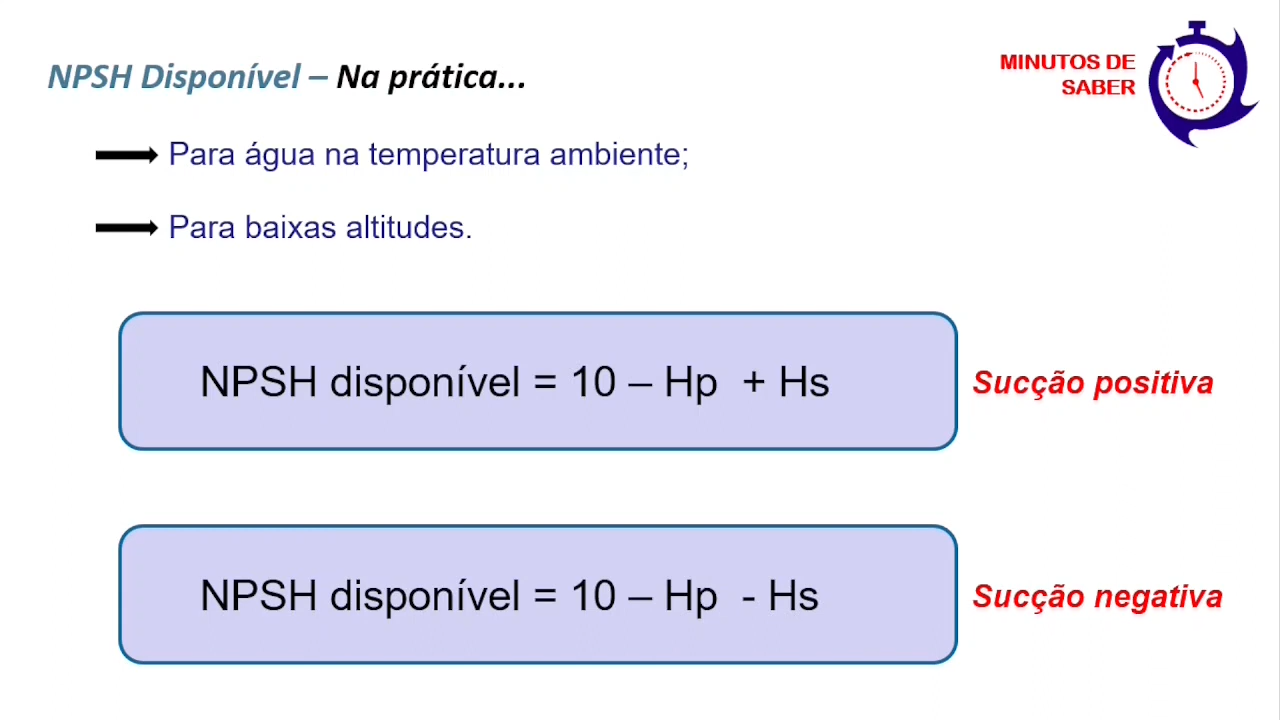 NPSH Disponível – Na prática...
MINUTOS DE
SABER
Para água na temperatura ambiente;
Para baixas altitudes.
NPSH disponível = 10 – Hp + Hs
Sucção positiva
NPSH disponível = 10 – Hp - Hs
Sucção negativa